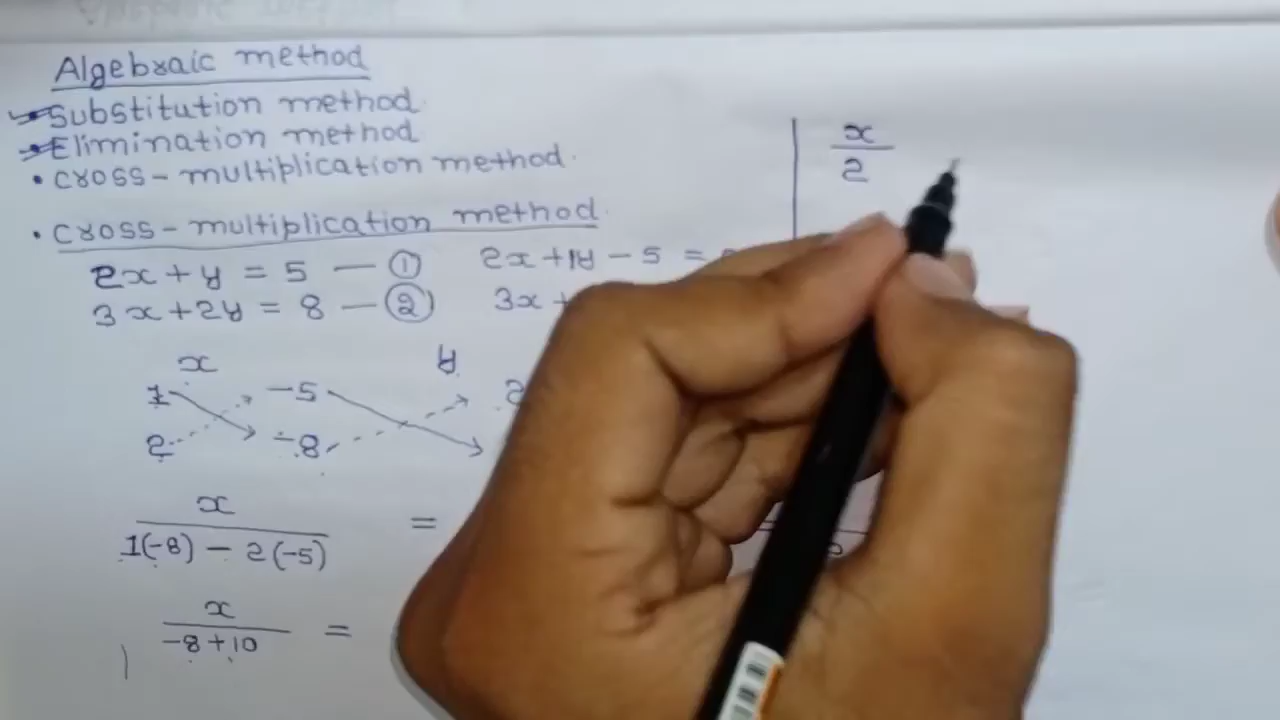 Algebraic method
Substitution method
Elimination method
• Cross-multiplication method.
• Cross-multiplication method
2x + y = 5 — ①
3x + 2y = 8 — ②
2x + 1y - 5 =
3x +
x y
1 -5 2
2 -8
x
1(-8) - 2(-5)
=
x
-8 + 10
=
x
2